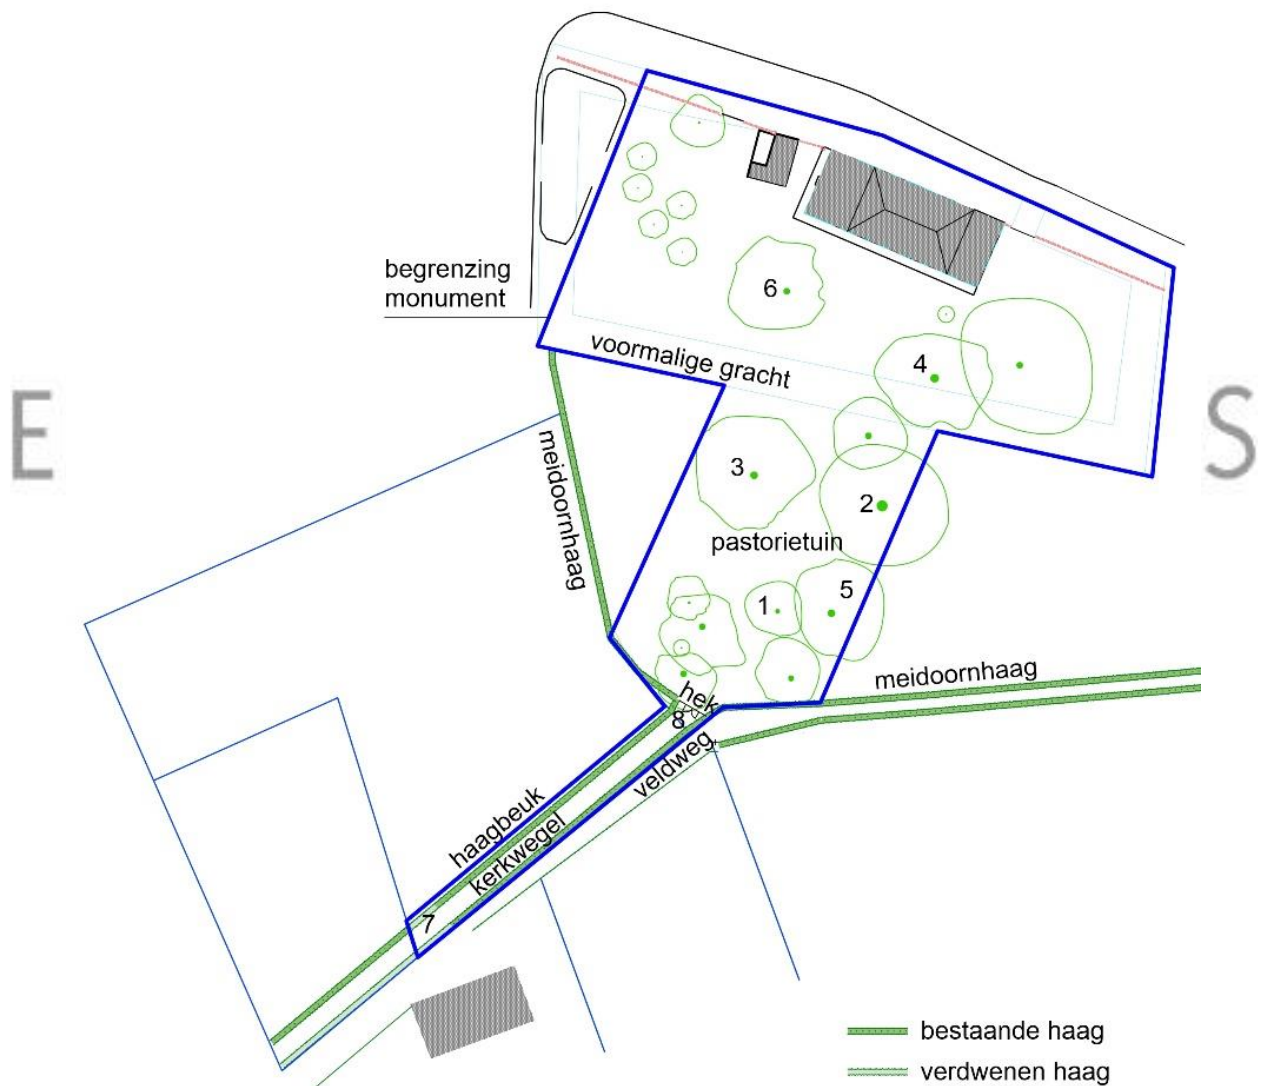 begrenzing
monument
6
voormalige gracht
4
E
S
meidoornhaag
3
2
pastorietuin
1
5
meidoornhaag
hek
8
veldweg
haagbeuk
kerkwegel
7
bestaande haag
verdwenen haag